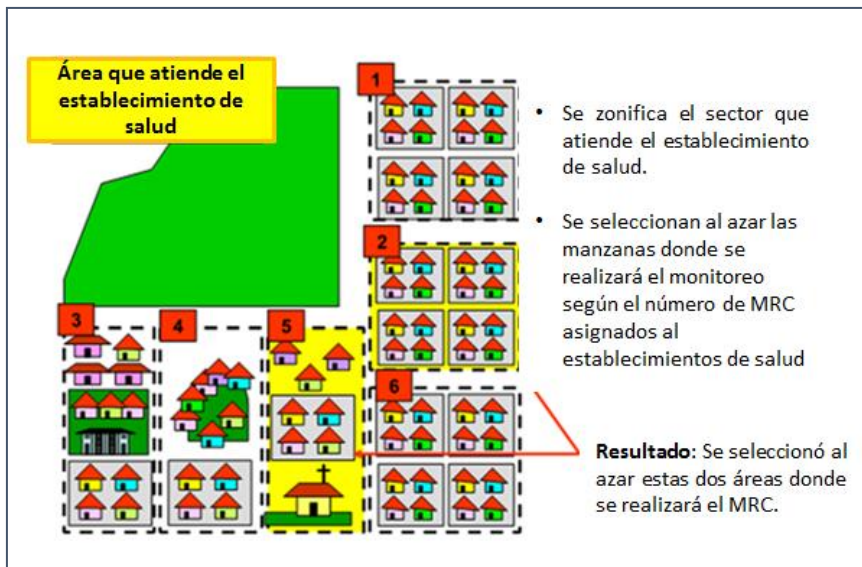 Área que atiende el
establecimiento de
salud
1
• Se zonifica el sector que
atiende el establecimiento
de salud.
• Se seleccionan al azar las
manzanas donde se
realizará el monitoreo
según el número de MRC
asignados al
establecimientos de salud
2
3
4
5
6
Resultado: Se seleccionó al
azar estas dos áreas donde
se realizará el MRC.